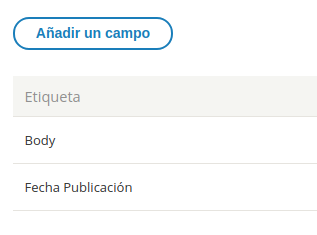 Añadir un campo
Etiqueta
Body
Fecha Publicación